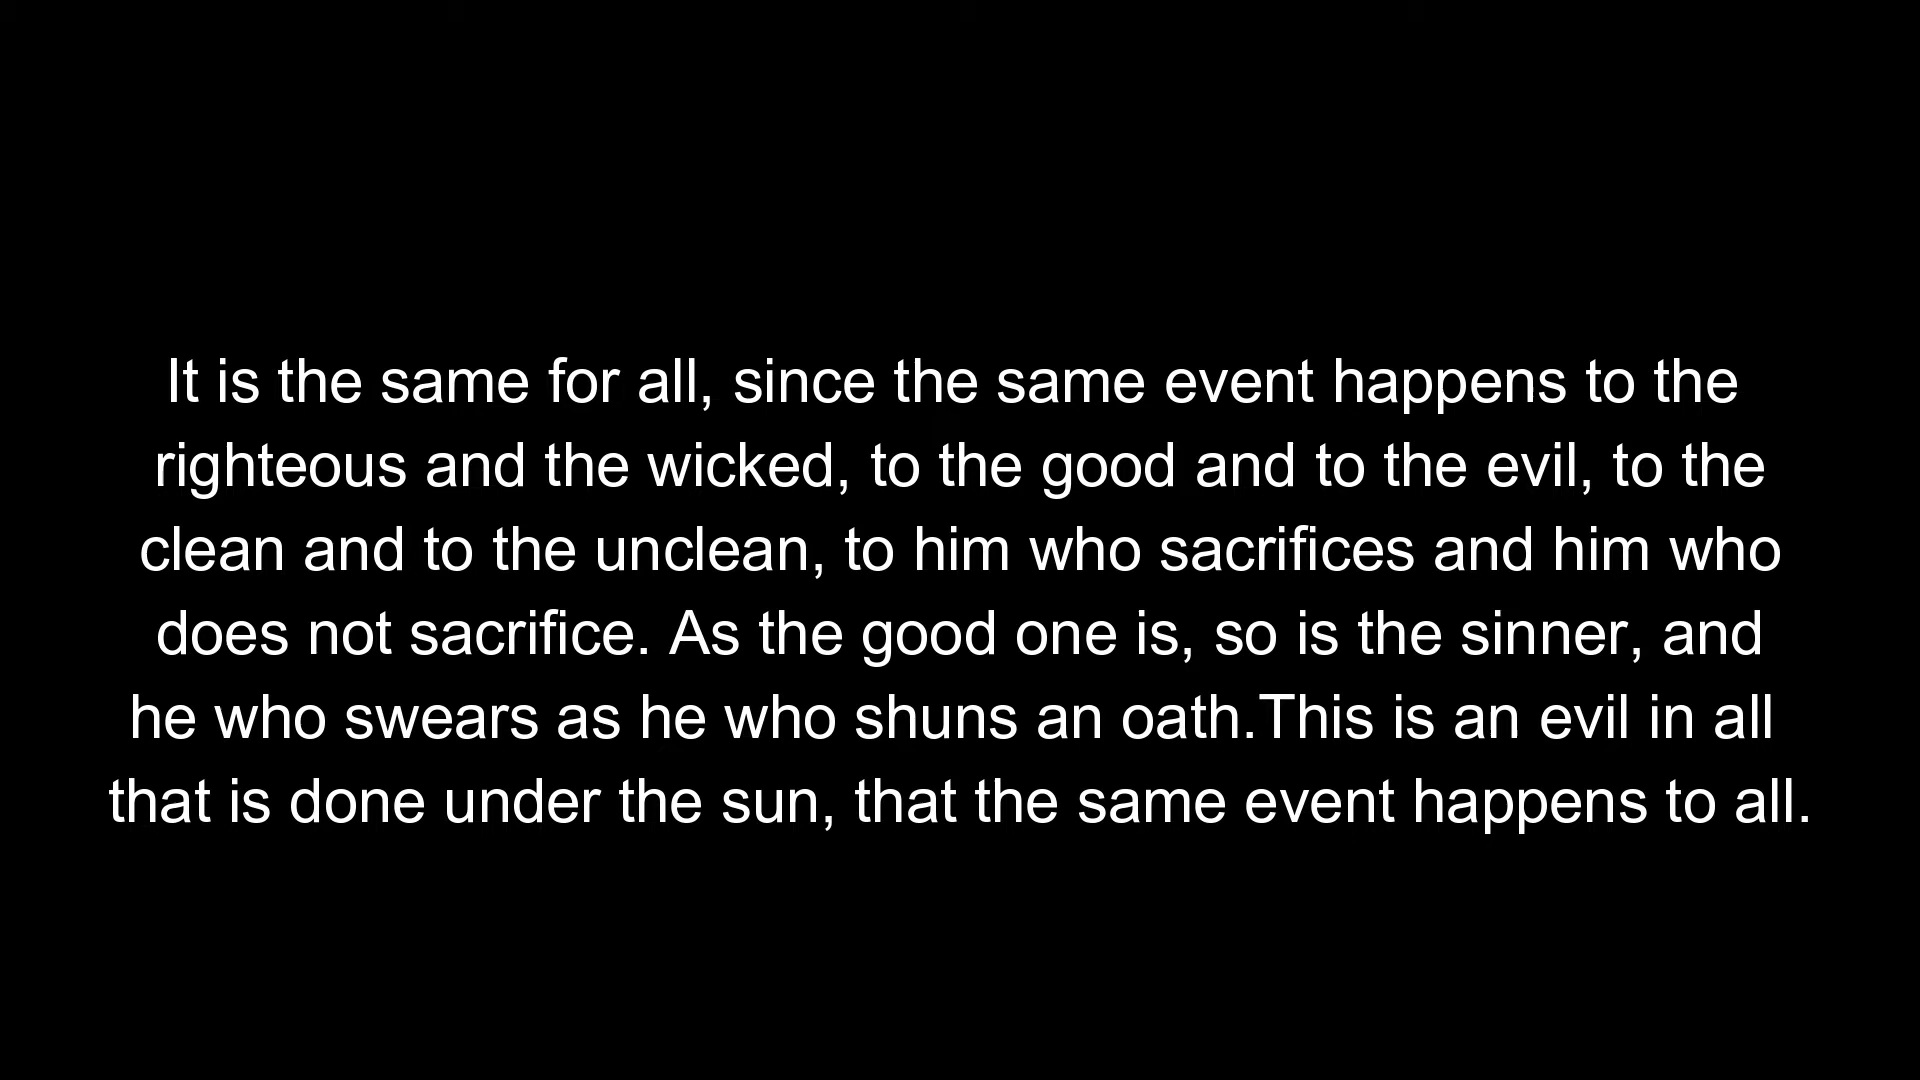 It is the same for all, since the same event happens to the
righteous and the wicked, to the good and to the evil, to the
clean and to the unclean, to him who sacrifices and him who
does not sacrifice. As the good one is, so is the sinner, and
he who swears as he who shuns an oath.This is an evil in all
that is done under the sun, that the same event happens to all.